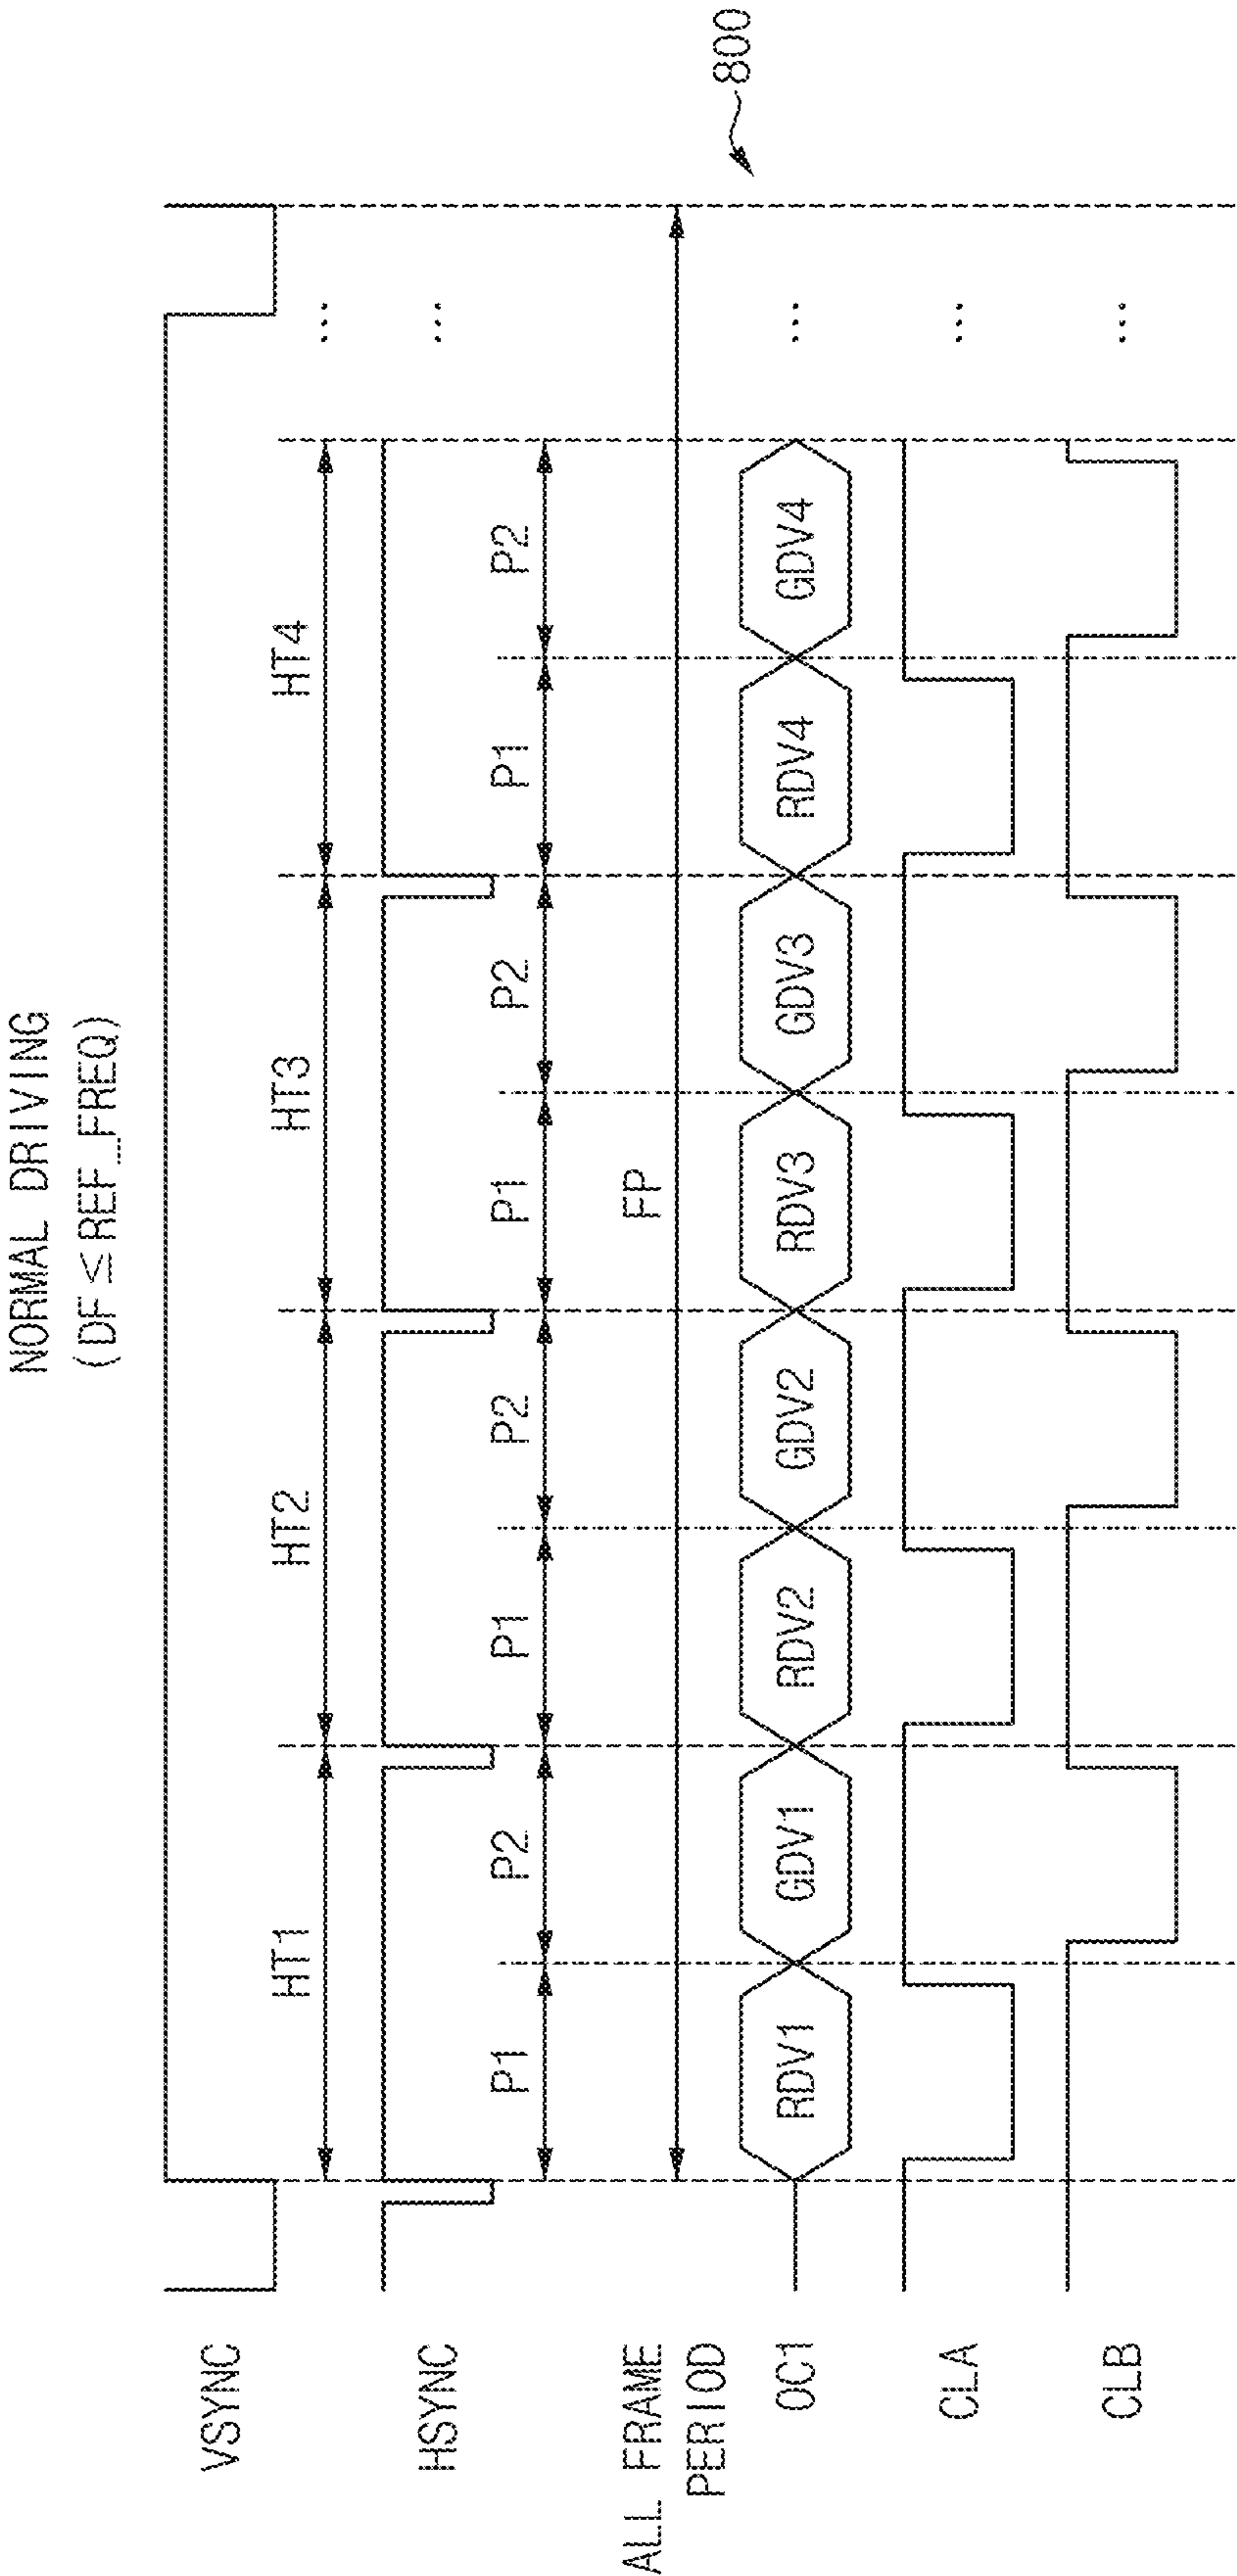 NORMAL DRIVING
(DF≤REF_FREQ)
VSYNC
HT1 HT2 HT3 HT4 ...
HSYNC ...
P1 P2 P1 P2 P1 P2 P1 P2
ALL FRAME
PERIOD
FP
OC1 RDV1 GDV1 RDV2 GDV2 RDV3 GDV3 RDV4 GDV4 ...
CLA ...
CLB ...
800